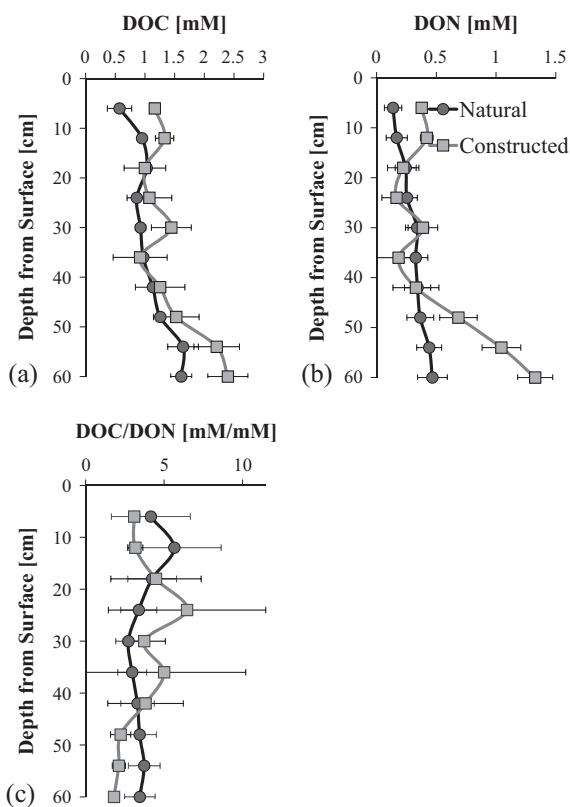 DOC [mM]
0 0.5 1 1.5 2 2.5 3
0
10
20
30
40
50
60
Depth from Surface [cm]
(a)
DON [mM]
0 0.5 1 1.5
0
10
20
30
40
50
60
Depth from Surface [cm]
Natural
Constructed
(b)
DOC/DON [mM/mM]
0 5 10
0
10
20
30
40
50
60
Depth from Surface [cm]
(c)